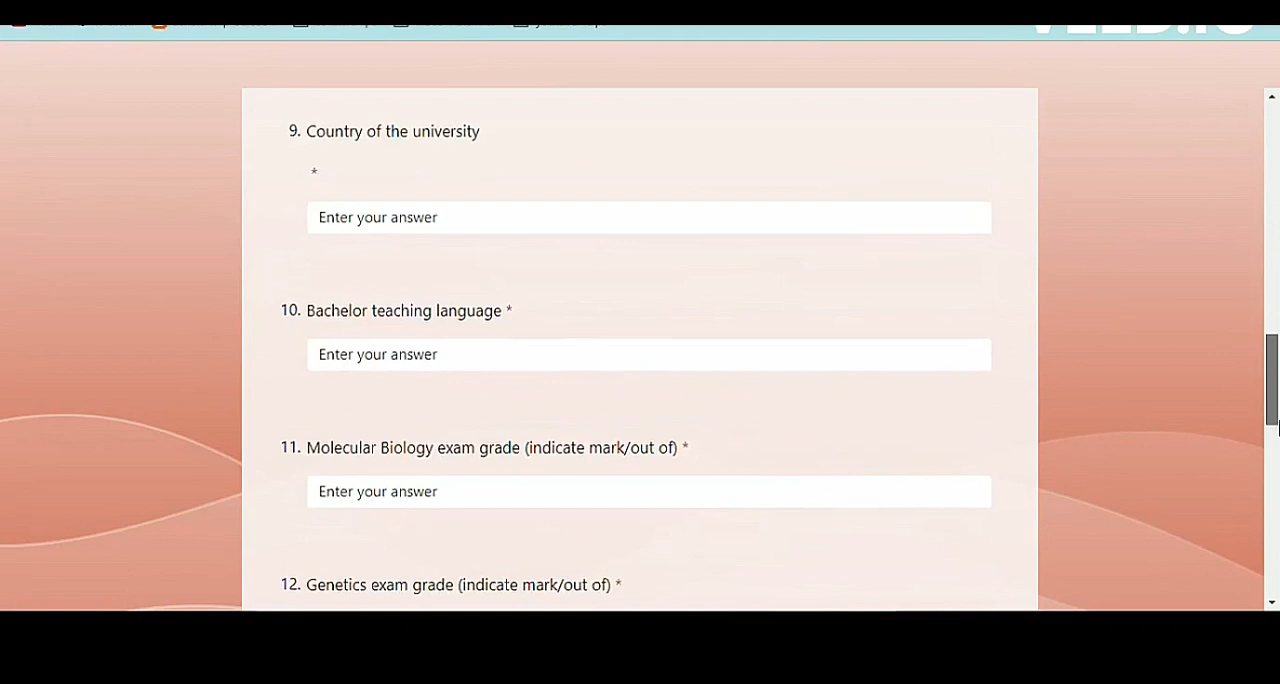 9. Country of the university
*
Enter your answer
10. Bachelor teaching language *
Enter your answer
11. Molecular Biology exam grade (indicate mark/out of) *
Enter your answer
12. Genetics exam grade (indicate mark/out of) *